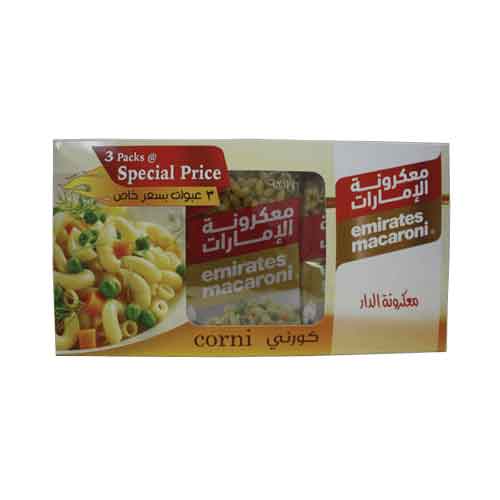 3 Packs @
Special Price
٣ عبوات بسعر خاص
معكرونة
الإمارات
emirates
macaroni
corni كورني
معكرونة
الإمارات
emirates
macaroni®
معكرونة الدار